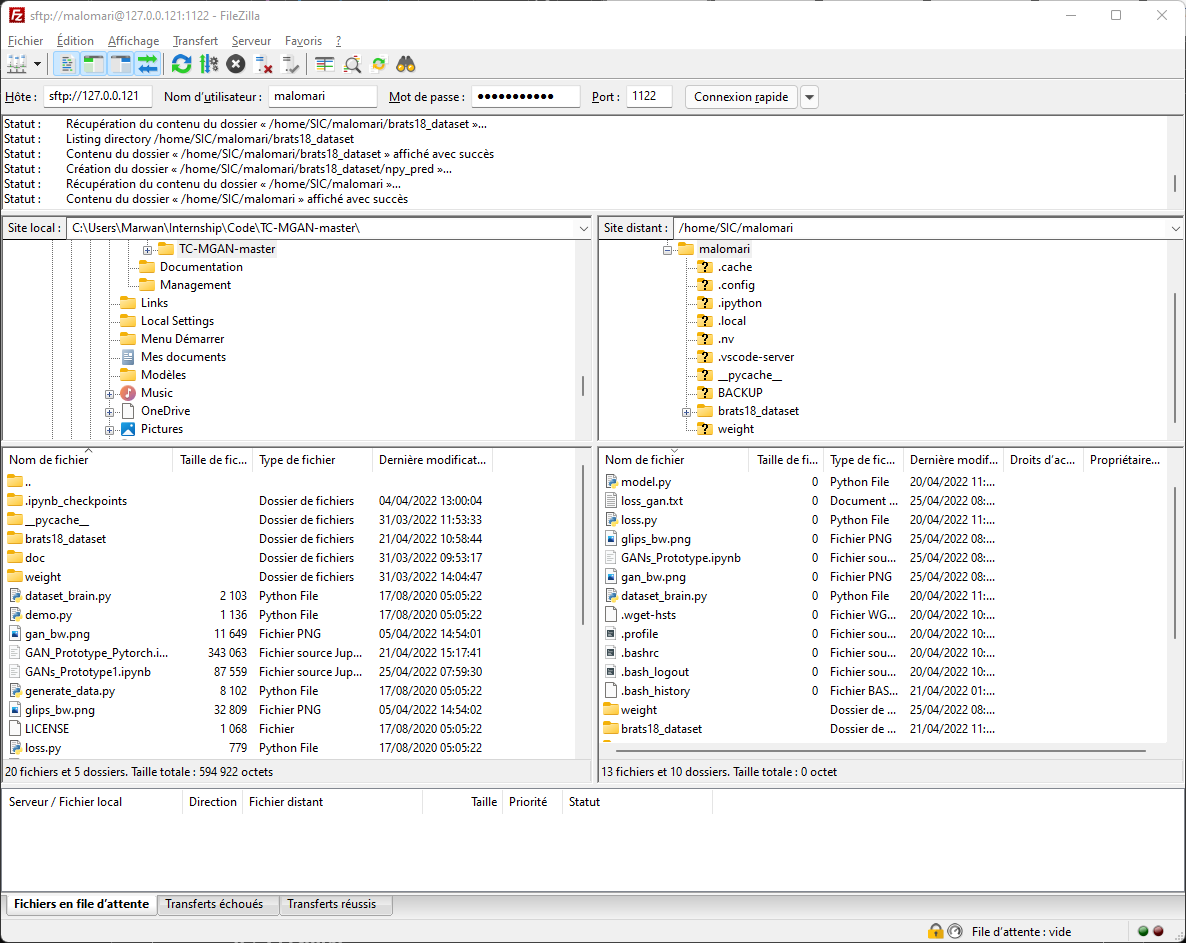 sftp://malomari@127.0.0.121:1122 - FileZilla
Fichier Édition Affichage Transfert Serveur Favoris ?
Hôte : sftp://127.0.0.121 Nom d'utilisateur : malomari Mot de passe : ●●●●●●●●●●● Port : 1122 Connexion rapide
Statut : Récupération du contenu du dossier « /home/SIC/malomari/brats18_dataset »...
Statut : Listing directory /home/SIC/malomari/brats18_dataset
Statut : Contenu du dossier « /home/SIC/malomari/brats18_dataset » affiché avec succès
Statut : Création du dossier « /home/SIC/malomari/brats18_dataset/npy_pred »...
Statut : Récupération du contenu du dossier « /home/SIC/malomari »...
Statut : Contenu du dossier « /home/SIC/malomari » affiché avec succès
Site local : C:\Users\Marwan\Internship\Code\TC-MGAN-master\
TC-MGAN-master
Documentation
Management
Links
Local Settings
Menu Démarrer
Mes documents
Modèles
Music
OneDrive
Pictures
Site distant : /home/SIC/malomari
malomari
.cache
.config
.ipython
.local
.nv
.vscode-server
__pycache__
BACKUP
brats18_dataset
weight
Nom de fichier Taille de fic... Type de fichier Dernière modificat...
..
.ipynb_checkpoints Dossier de fichiers 04/04/2022 13:00:04
__pycache__ Dossier de fichiers 31/03/2022 11:53:33
brats18_dataset Dossier de fichiers 21/04/2022 10:58:44
doc Dossier de fichiers 31/03/2022 09:53:17
weight Dossier de fichiers 31/03/2022 14:04:47
dataset_brain.py 2 103 Python File 17/08/2020 05:05:22
demo.py 1 136 Python File 17/08/2020 05:05:22
gan_bw.png 11 649 Fichier PNG 05/04/2022 14:54:01
GAN_Prototype_Pytorch.i... 343 063 Fichier source Jup... 21/04/2022 15:17:41
GANs_Prototype1.ipynb 87 559 Fichier source Jup... 25/04/2022 07:59:30
generate_data.py 8 102 Python File 17/08/2020 05:05:22
glips_bw.png 32 809 Fichier PNG 05/04/2022 14:54:02
LICENSE 1 068 Fichier 17/08/2020 05:05:22
loss.py 779 Python File 17/08/2020 05:05:22
20 fichiers et 5 dossiers. Taille totale : 594 922 octets
Nom de fichier Taille de fi... Type de fic... Dernière modif... Droits d'ac... Propriétaire...
model.py 0 Python File 20/04/2022 11:...
loss_gan.txt 0 Document ... 25/04/2022 08:...
loss.py 0 Python File 20/04/2022 11:...
glips_bw.png 0 Fichier PNG 25/04/2022 08:...
GANs_Prototype.ipynb 0 Fichier sou... 25/04/2022 08:...
gan_bw.png 0 Fichier PNG 25/04/2022 08:...
dataset_brain.py 0 Python File 20/04/2022 11:...
.wget-hsts 0 Fichier WG... 20/04/2022 10:...
.profile 0 Fichier sou... 20/04/2022 10:...
.bashrc 0 Fichier sou... 20/04/2022 10:...
.bash_logout 0 Fichier sou... 20/04/2022 10:...
.bash_history 0 Fichier BAS... 21/04/2022 01:...
weight Dossier de ... 25/04/2022 08:...
brats18_dataset Dossier de ... 21/04/2022 11:...
13 fichiers et 10 dossiers. Taille totale : 0 octet
Serveur / Fichier local Direction Fichier distant Taille Priorité Statut
Fichiers en file d'attente Transferts échoués Transferts réussis
File d'attente : vide